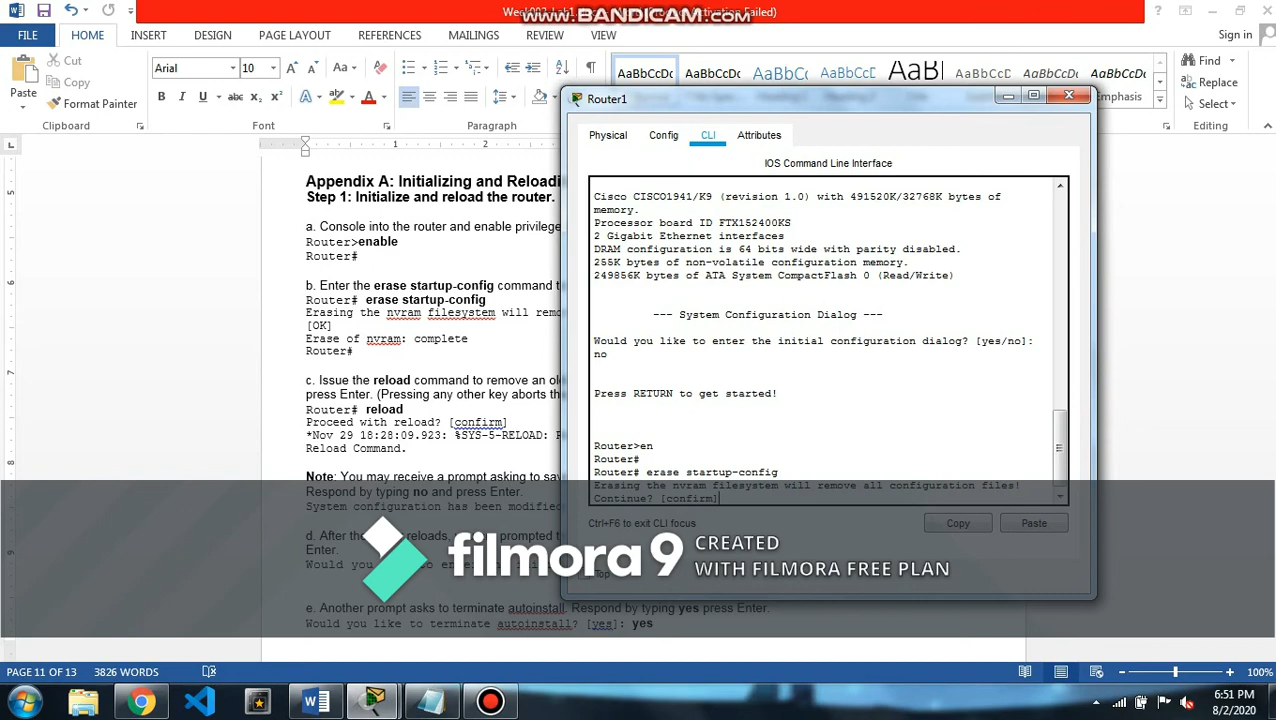 Week002_Lab1
Activation Failed)
www.BANDICAM.com
FILE
HOME
INSERT
DESIGN
PAGE LAYOUT
REFERENCES
MAILINGS
REVIEW
VIEW
Sign in
Paste
Cut
Copy
Format Painter
Clipboard
Arial
10
Font
Paragraph
AaBbCcDc
AaBbCcDc
AaBbCcD
AaBbCcDc
AaBb
AaBbCcD
AaBbCcDc
AaBbCcDc
Emphasis
Find
Replace
Select
Editing
Appendix A: Initializing and Reloadi
Step 1: Initialize and reload the router.
a. Console into the router and enable privilege
Router>enable
Router#
b. Enter the erase startup-config command t
Router# erase startup-config
Erasing the nvram filesystem will remo
[OK]
Erase of nvram: complete
Router#
c. Issue the reload command to remove an ol
press Enter. (Pressing any other key aborts th
Router# reload
Proceed with reload? [confirm]
*Nov 29 18:28:09.923: %SYS-5-RELOAD: R
Reload Command.
Note: You may receive a prompt asking to sav
Respond by typing no and press Enter.
System configuration has been modified
d. After the
reloads,
prompted
Enter.
Would you
e. Another prompt asks to terminate autoinstall. Respond by typing yes press Enter.
Would you like to terminate autoinstall? [yes]: yes
Router1
Physical
Config
CLI
Attributes
IOS Command Line Interface
Cisco CISCO1941/K9 (revision 1.0) with 491520K/32768K bytes of
memory.
Processor board ID FTX152400KS
2 Gigabit Ethernet interfaces
DRAM configuration is 64 bits wide with parity disabled.
255K bytes of non-volatile configuration memory.
249856K bytes of ATA System CompactFlash 0 (Read/Write)
--- System Configuration Dialog ---
Would you like to enter the initial configuration dialog? [yes/no]:
no
Press RETURN to get started!
Router>en
Router#
Router# erase startup-config
Erasing the nvram filesystem will remove all configuration files!
Continue? [confirm]
Ctrl+F6 to exit CLI focus
Copy
Paste
Top
filmora 9
CREATED
WITH FILMORA FREE PLAN
PAGE 11 OF 13
3826 WORDS
100%
6:51 PM
8/2/2020